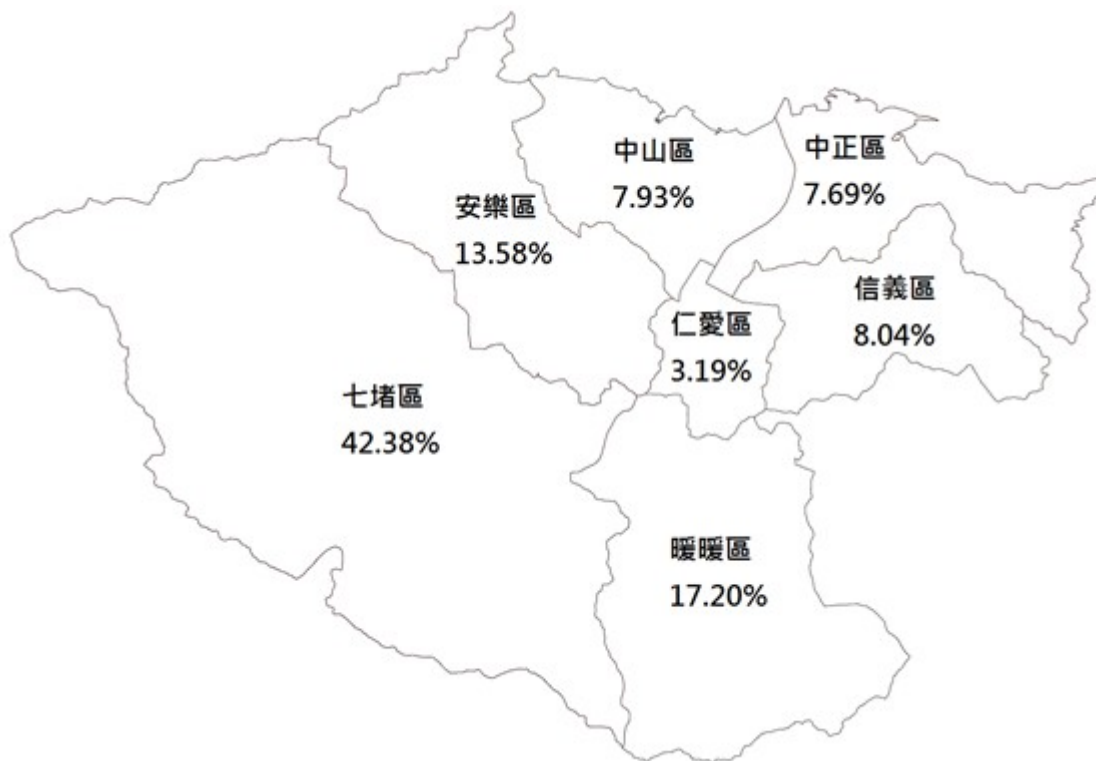 中山區
7.93%
中正區
7.69%
安樂區
13.58%
信義區
8.04%
仁愛區
3.19%
七堵區
42.38%
暖暖區
17.20%